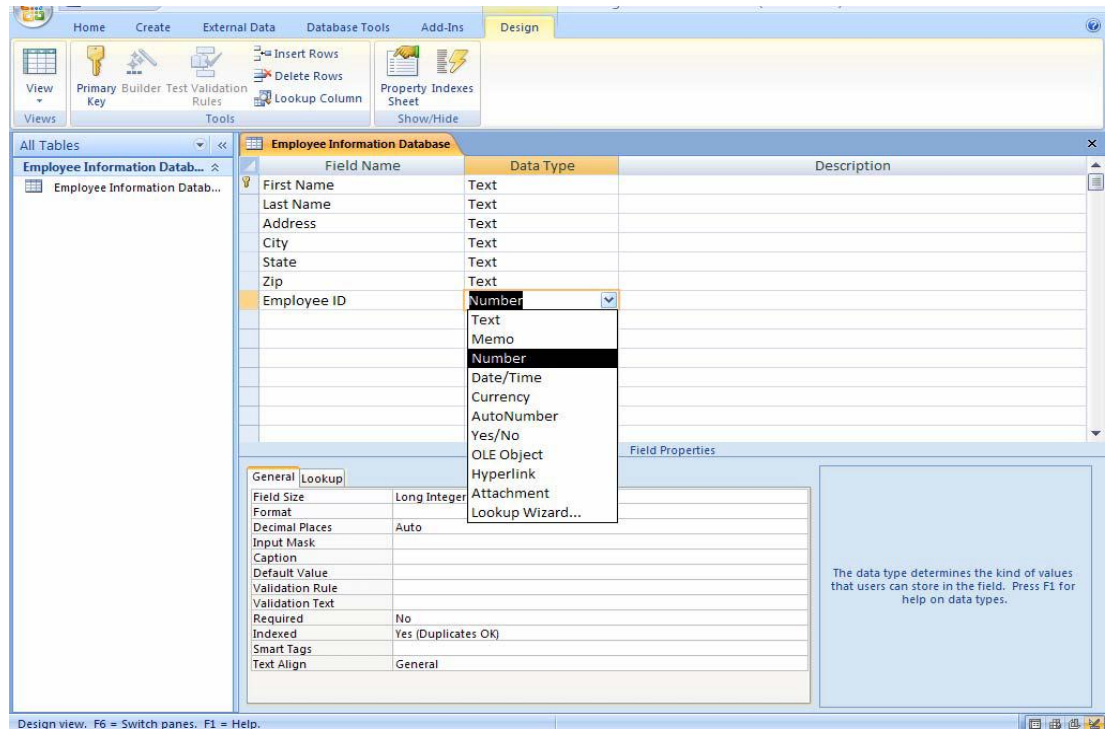 Home Create External Data Database Tools Add-Ins Design
Insert Rows
Delete Rows
Lookup Column
View
Primary Key
Builder
Test Validation Rules
Property Sheet
Indexes
Views Tools Show/Hide
All Tables
Employee Information Datab...
Employee Information Datab...
Employee Information Database
Field Name Data Type Description
First Name Text
Last Name Text
Address Text
City Text
State Text
Zip Text
Employee ID Number
Text
Memo
Number
Date/Time
Currency
AutoNumber
Yes/No
OLE Object
Hyperlink
Attachment
Lookup Wizard...
Field Properties
General Lookup
Field Size Long Integer
Format
Decimal Places Auto
Input Mask
Caption
Default Value
Validation Rule
Validation Text
Required No
Indexed Yes (Duplicates OK)
Smart Tags
Text Align General
The data type determines the kind of values
that users can store in the field. Press F1 for
help on data types.
Design view. F6 = Switch panes. F1 = Help.